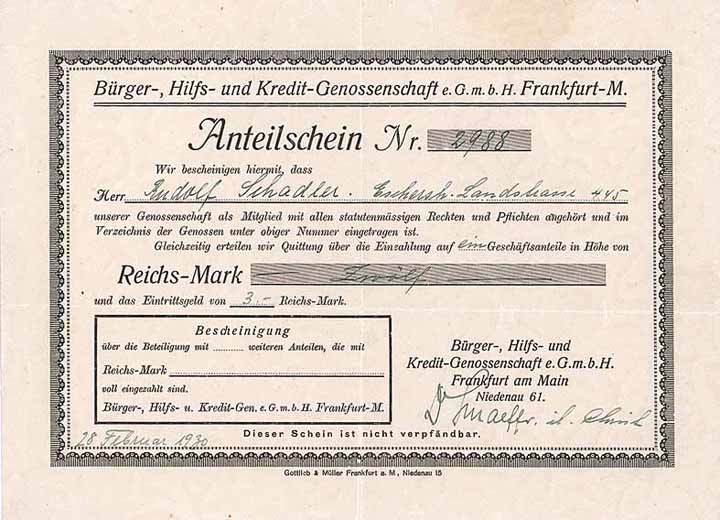 Bürger-, Hilfs- und Kredit-Genossenschaft e. G. m. b. H. Frankfurt-M.
Anteilschein Nr. 2988
Wir bescheinigen hiermit, dass
Herr Rudolf Schadler. Eschersh. Landstrasse 445
unserer Genossenschaft als Mitglied mit allen statutenmässigen Rechten und Pflichten angehört und im
Verzeichnis der Genossen unter obiger Nummer eingetragen ist.
Gleichzeitig erteilen wir Quittung über die Einzahlung auf ein Geschäftsanteile in Höhe von
Reichs-Mark Zwölf
und das Eintrittsgeld von 3.- Reichs-Mark.
Bescheinigung
über die Beteiligung mit .......... weiteren Anteilen, die mit
Reichs-Mark
voll eingezahlt sind.
Bürger-, Hilfs- u. Kredit-Gen. e. G. m. b. H. Frankfurt-M.
Bürger-, Hilfs- und
Kredit-Genossenschaft e. G. m. b. H.
Frankfurt am Main
Niedenau 61.
28 Februar 1930
Dieser Schein ist nicht verpfändbar.
Gottlieb & Müller Frankfurt a. M., Niedenau 15